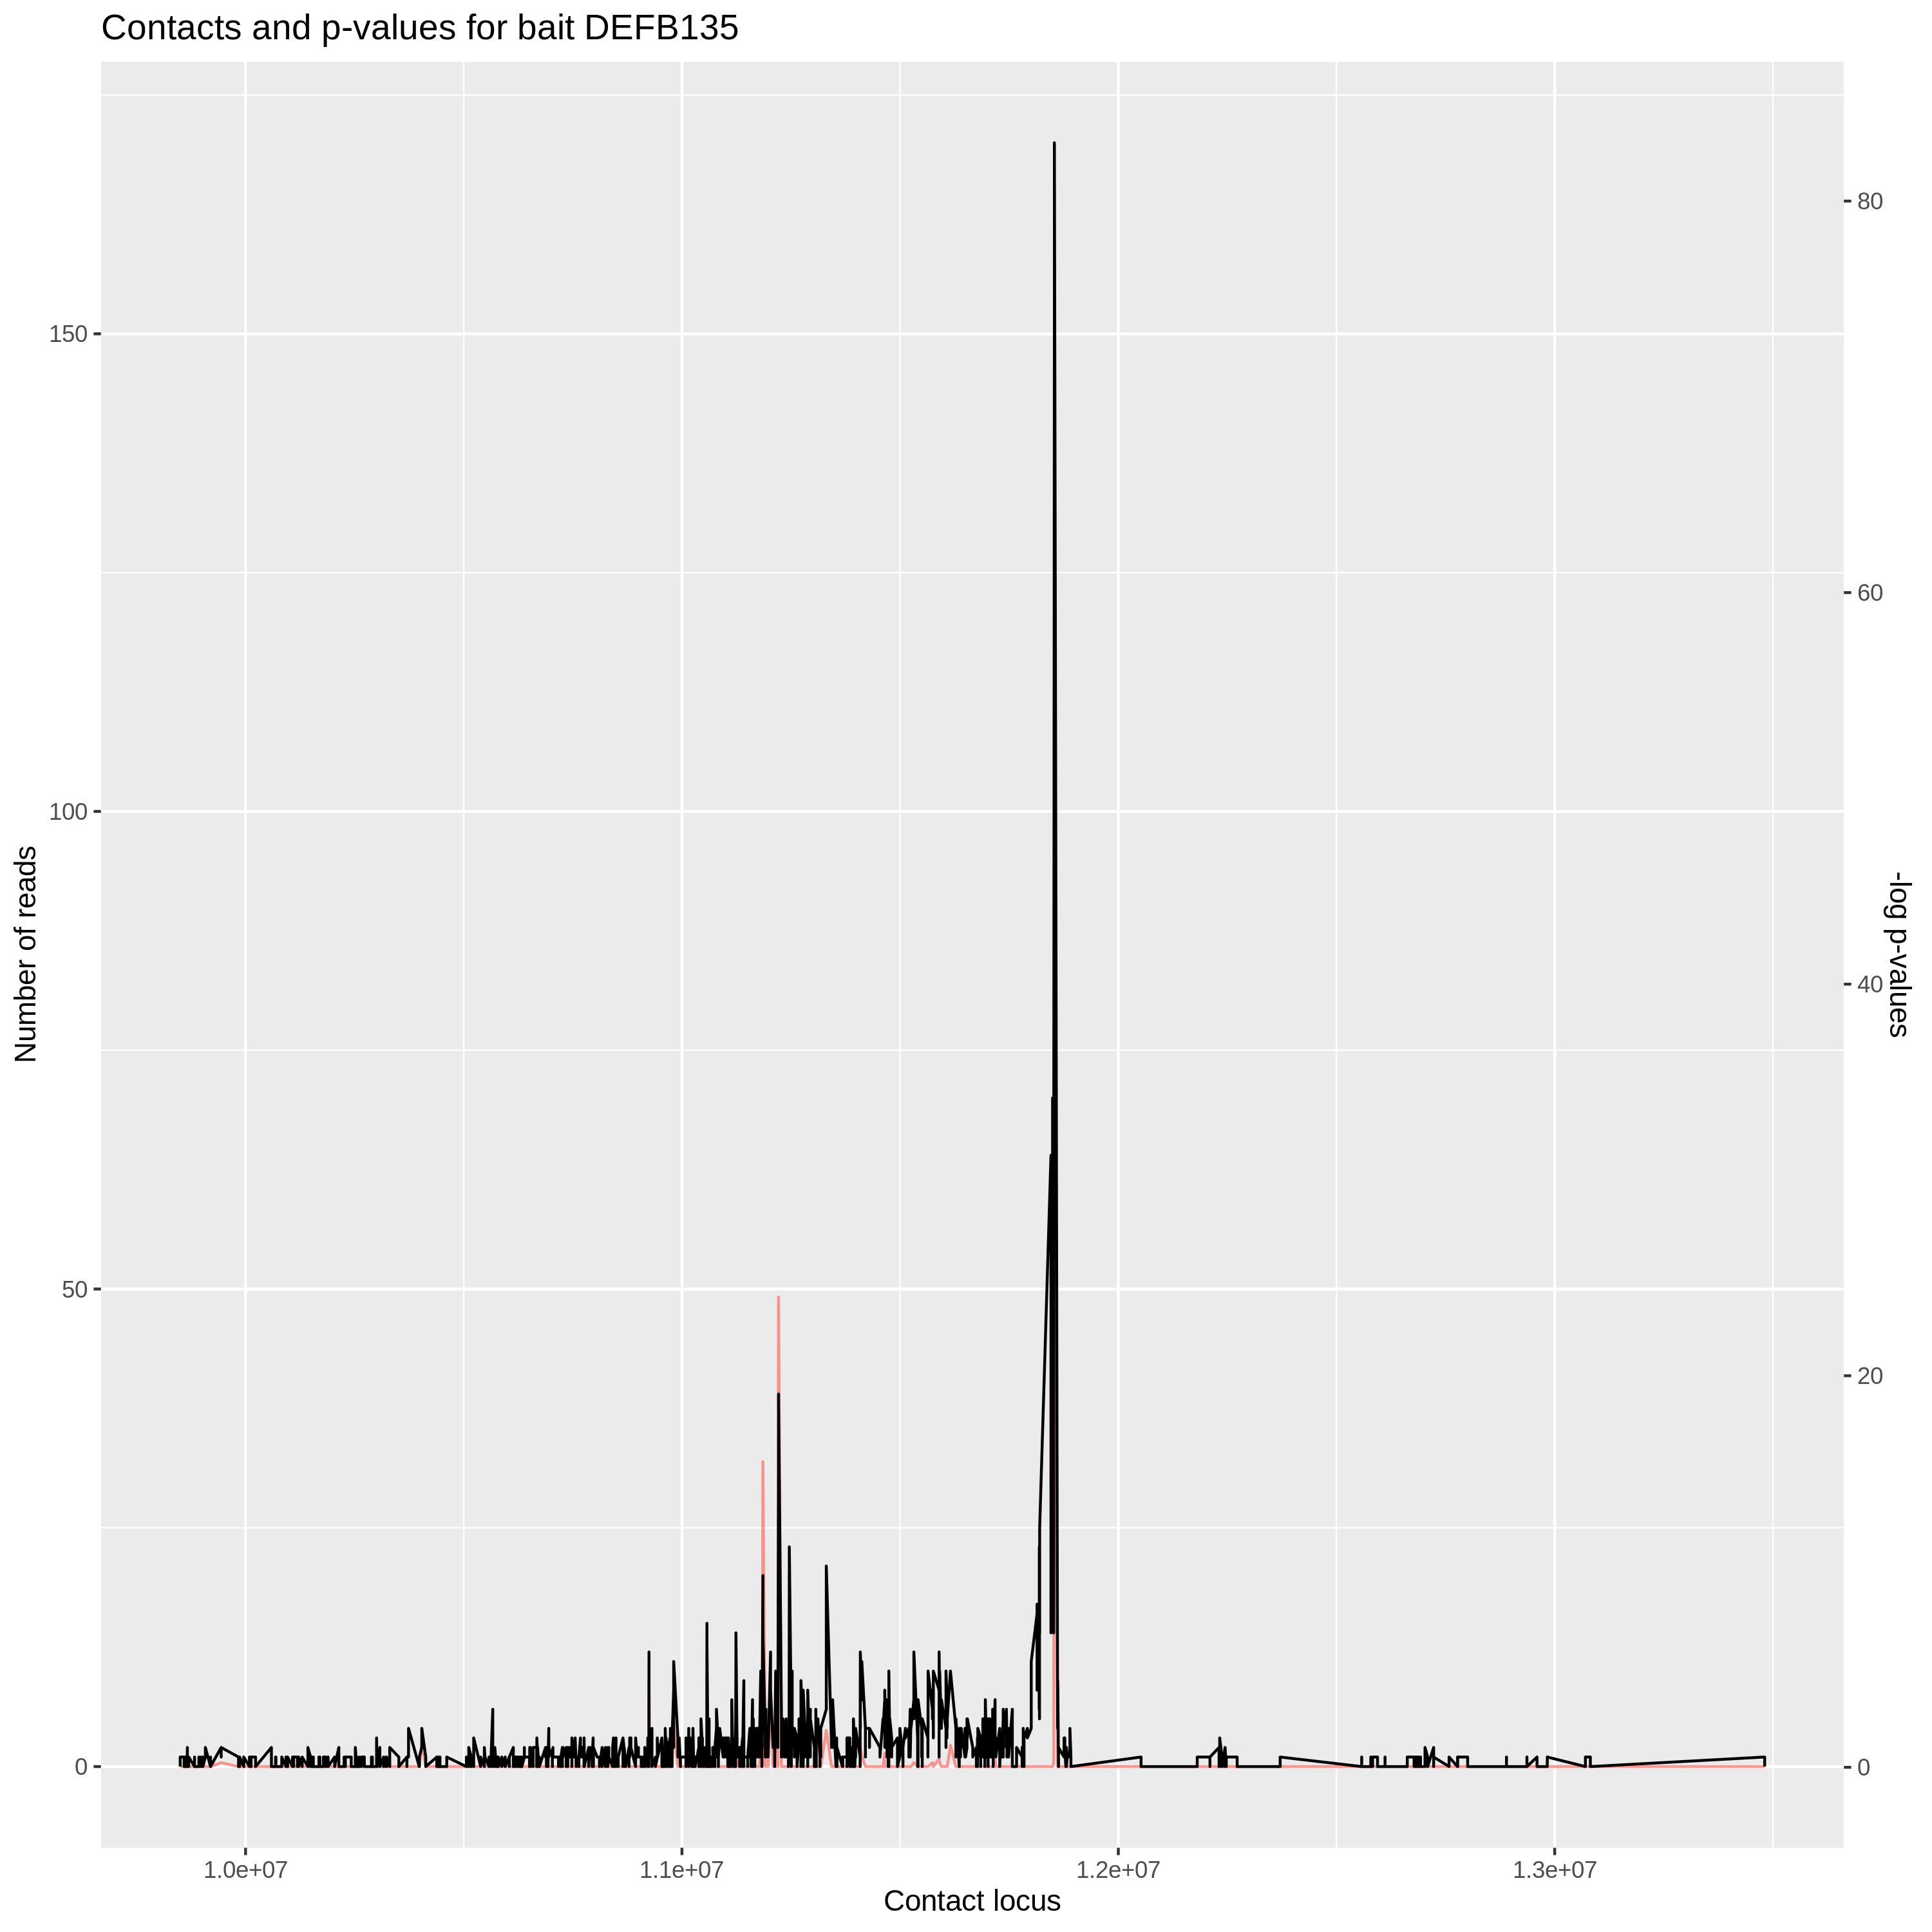 Contacts and p-values for bait DEFB135
150
100
50
0
80
60
40
20
0
Number of reads
-log p-values
1.0e+07
1.1e+07
1.2e+07
1.3e+07
Contact locus